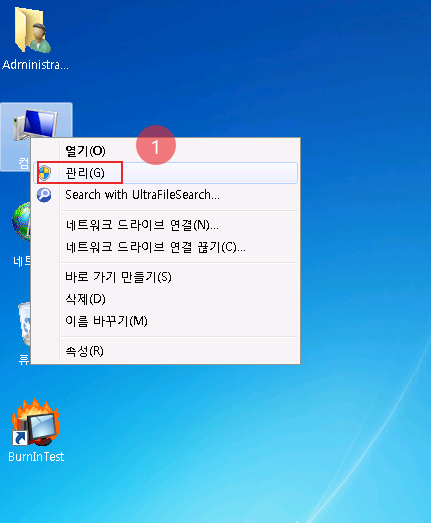 Administra...
1
열기(O)
관리(G)
Search with UltraFileSearch...
네트워크 드라이브 연결(N)...
네트워크 드라이브 연결 끊기(C)...
바로 가기 만들기(S)
삭제(D)
이름 바꾸기(M)
속성(R)
BurnInTest